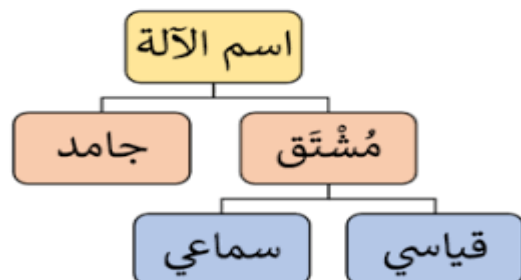 اسم الآلة
مُشْتَق
جامد
قياسي
سماعي